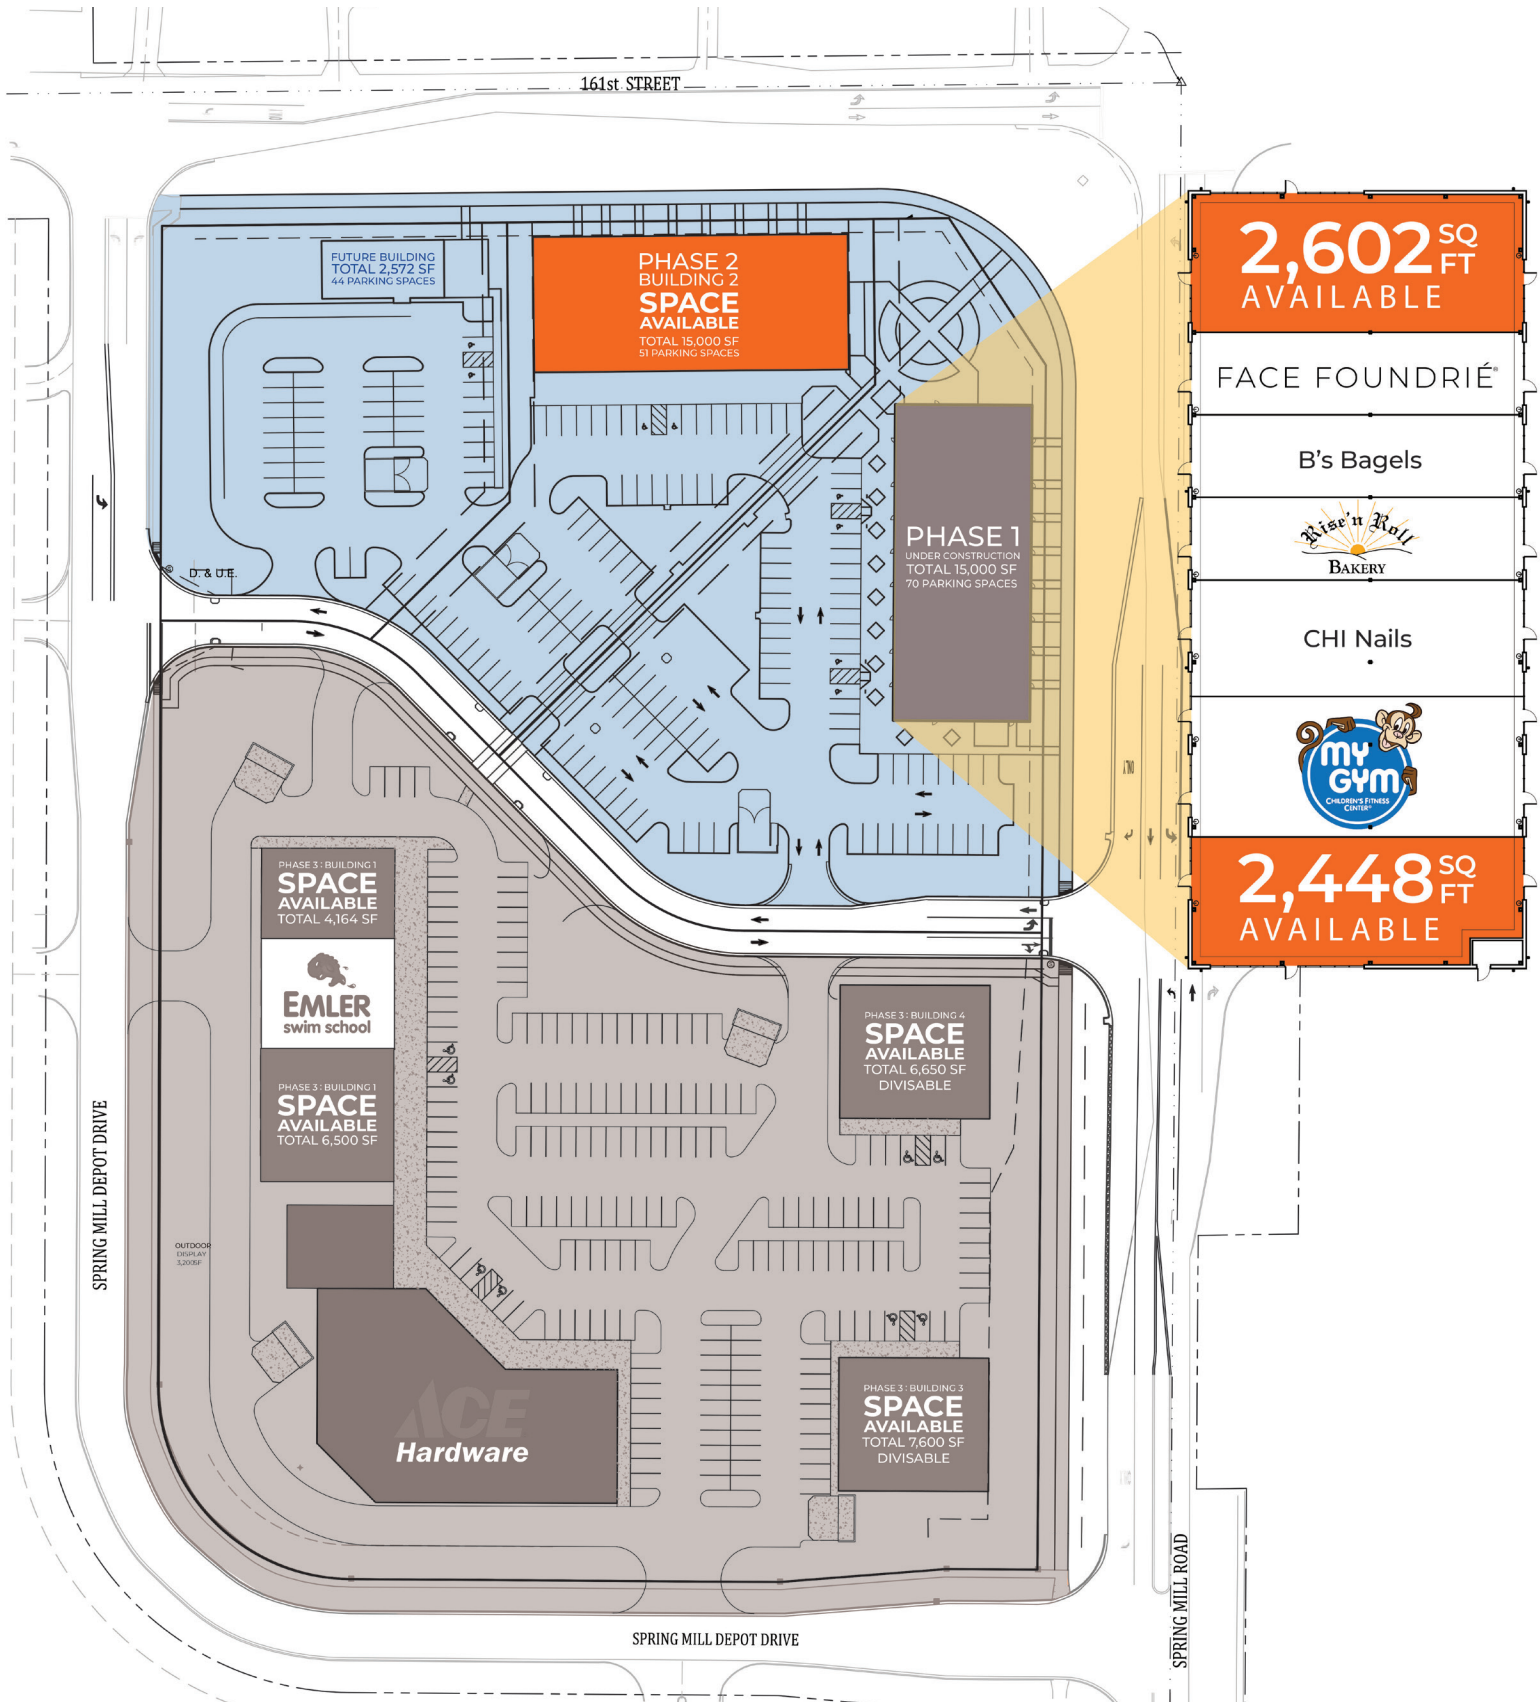 161st STREET
FUTURE BUILDING
TOTAL 2,572 SF
44 PARKING SPACES
PHASE 2
BUILDING 2
SPACE
AVAILABLE
TOTAL 15,000 SF
51 PARKING SPACES
PHASE 1
UNDER CONSTRUCTION
TOTAL 15,000 SF
70 PARKING SPACES
D. & U.E.
2,602 SQ FT
AVAILABLE
FACE FOUNDRIÉ
B's Bagels
Rise'n Roll
BAKERY
CHI Nails
MY
GYM
CHILDREN'S FITNESS
CENTER
2,448 SQ FT
AVAILABLE
ONLY
PHASE 3: BUILDING 1
SPACE
AVAILABLE
TOTAL 4,164 SF
EMLER
swim school
PHASE 3: BUILDING 1
SPACE
AVAILABLE
TOTAL 6,500 SF
PHASE 3: BUILDING 4
SPACE
AVAILABLE
TOTAL 6,650 SF
DIVISABLE
OUTDOOR
DISPLAY
3,200SF
ACE
Hardware
PHASE 3: BUILDING 3
SPACE
AVAILABLE
TOTAL 7,600 SF
DIVISABLE
SPRING MILL DEPOT DRIVE
SPRING MILL DEPOT DRIVE
SPRING MILL ROAD